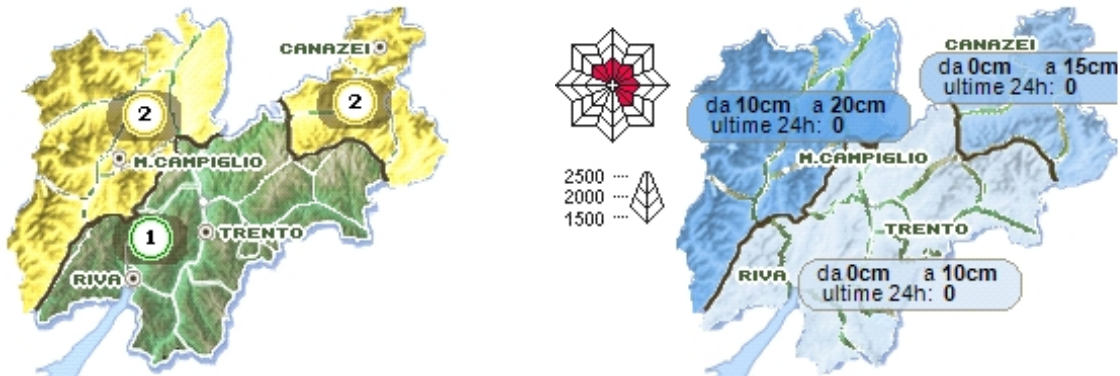 CANAZEI
2
2
M.CAMPIGLIO
1
TRENTO
RIVA
2500
2000
1500
CANAZEI
da 0cm a 15cm
ultime 24h: 0
da 10cm a 20cm
ultime 24h: 0
M.CAMPIGLIO
TRENTO
RIVA
da 0cm a 10cm
ultime 24h: 0